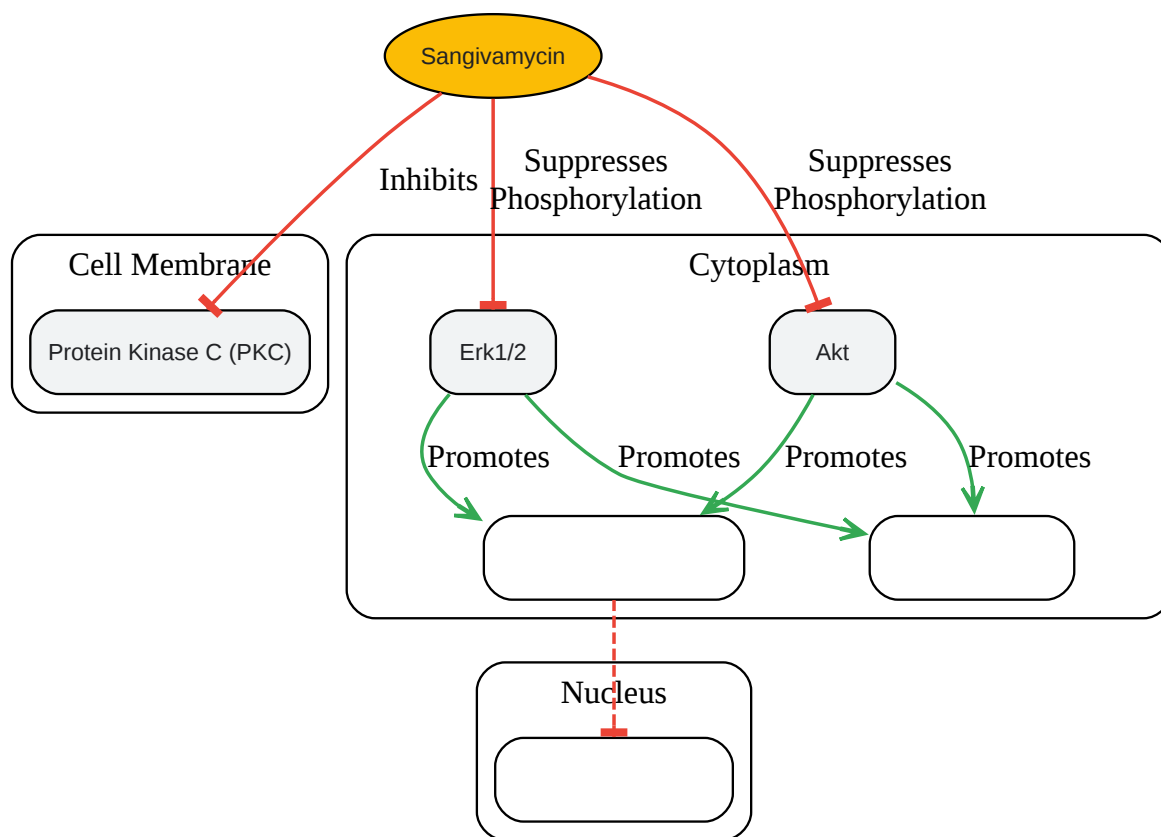 Sangivamycin
Inhibits
Suppresses
Phosphorylation
Suppresses
Phosphorylation
Cell Membrane
Cytoplasm
Protein Kinase C (PKC)
Erk1/2
Akt
Promotes
Promotes
Promotes
Promotes
Nucleus